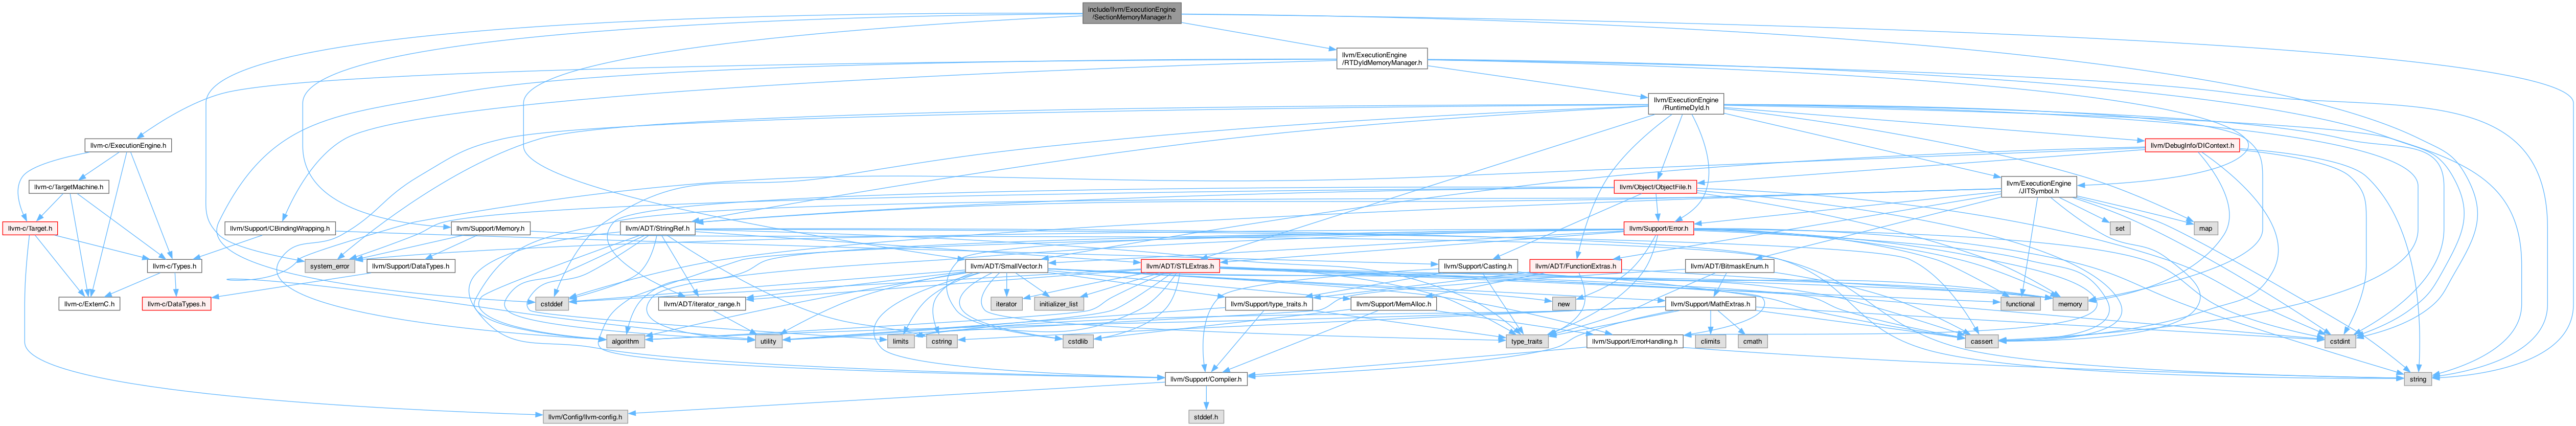 include/llvm/ExecutionEngine
/SectionMemoryManager.h
llvm/ExecutionEngine
/RTDyldMemoryManager.h
llvm/ExecutionEngine
/RuntimeDyld.h
llvm-c/ExecutionEngine.h
llvm/DebugInfo/DIContext.h
llvm-c/TargetMachine.h
llvm/Object/ObjectFile.h
llvm/ExecutionEngine
/JITSymbol.h
llvm-c/Target.h
llvm/Support/CBindingWrapping.h
llvm/Support/Memory.h
llvm/ADT/StringRef.h
llvm/Support/Error.h
set
map
llvm-c/Types.h
system_error
llvm/Support/DataTypes.h
llvm/ADT/SmallVector.h
llvm/ADT/STLExtras.h
llvm/Support/Casting.h
llvm/ADT/FunctionExtras.h
llvm/ADT/BitmaskEnum.h
llvm-c/ExternC.h
llvm-c/DataTypes.h
cstddef
llvm/ADT/iterator_range.h
iterator
initializer_list
llvm/Support/type_traits.h
llvm/Support/MemAlloc.h
new
llvm/Support/MathExtras.h
functional
memory
algorithm
utility
limits
cstring
cstdlib
type_traits
llvm/Support/ErrorHandling.h
climits
cmath
cassert
cstdint
llvm/Support/Compiler.h
string
llvm/Config/llvm-config.h
stddef.h